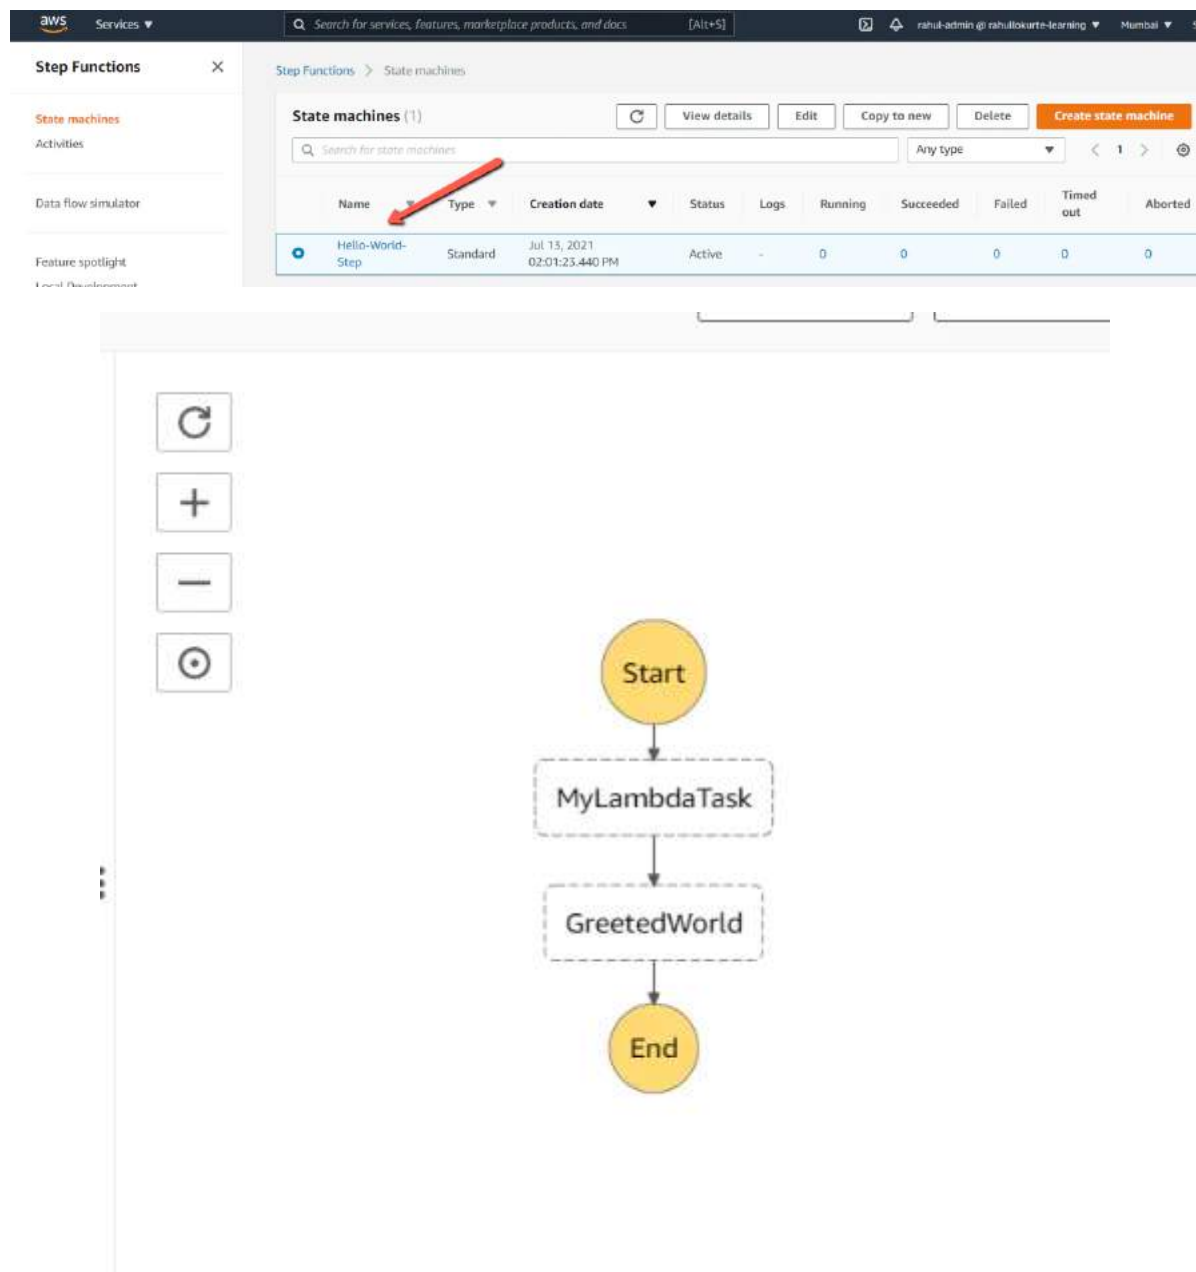 aws Services ▼ Search for services, features, marketplace products, and docs [Alt+S] rahul-admin @ rahullokurte-learning ▼ Mumbai ▼
Step Functions
State machines
Activities
Data flow simulator
Feature spotlight
Local Development
Step Functions > State machines
State machines (1) View details Edit Copy to new Delete Create state machine
Search for state machines Any type ▼ < 1 >
Name ▼ Type ▼ Creation date ▼ Status Logs Running Succeeded Failed Timed out Aborted
Hello-World-Step Standard Jul 13, 2021 02:01:23.440 PM Active - 0 0 0 0 0
Start
MyLambdaTask
GreetedWorld
End